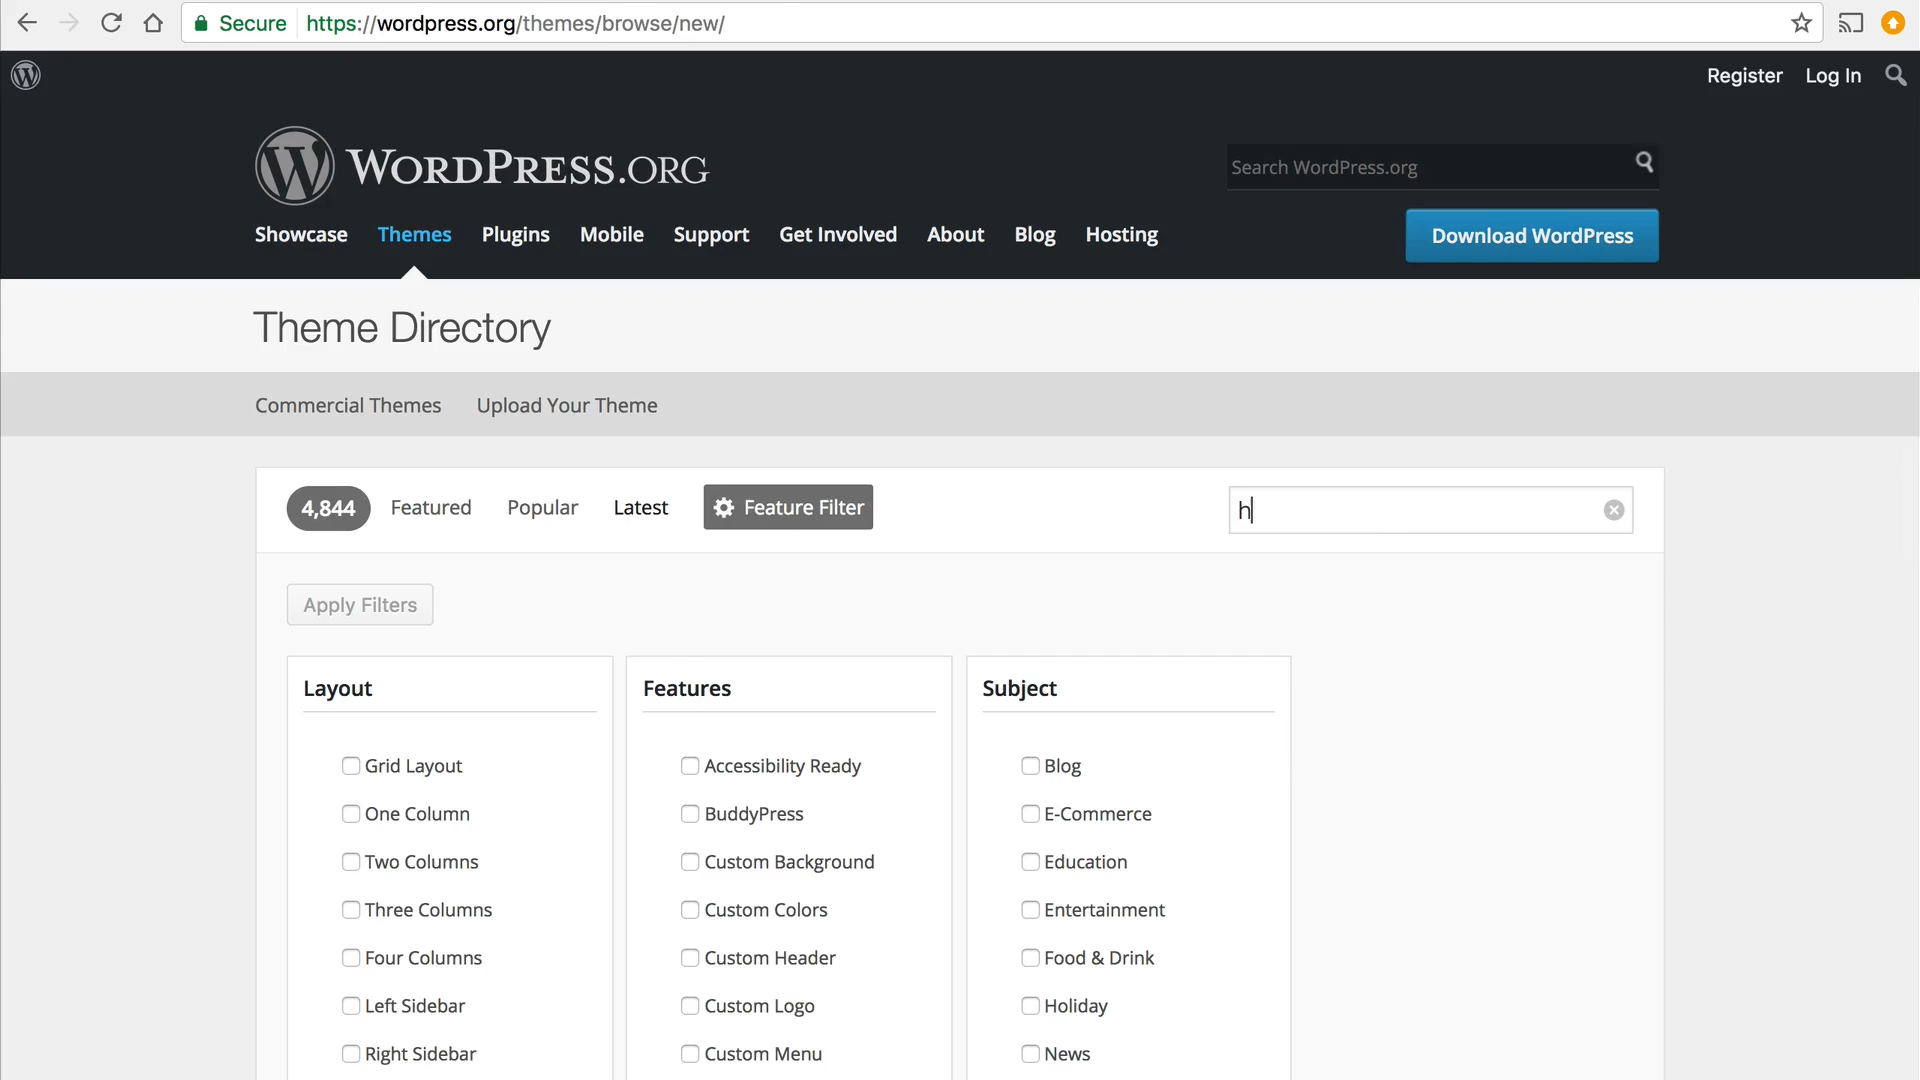 Secure https://wordpress.org/themes/browse/new/
Register Log In
WORDPRESS.ORG
Search WordPress.org
Showcase Themes Plugins Mobile Support Get Involved About Blog Hosting
Download WordPress
Theme Directory
Commercial Themes Upload Your Theme
4,844 Featured Popular Latest Feature Filter h
Apply Filters
Layout
Grid Layout
One Column
Two Columns
Three Columns
Four Columns
Left Sidebar
Right Sidebar
Features
Accessibility Ready
BuddyPress
Custom Background
Custom Colors
Custom Header
Custom Logo
Custom Menu
Subject
Blog
E-Commerce
Education
Entertainment
Food & Drink
Holiday
News